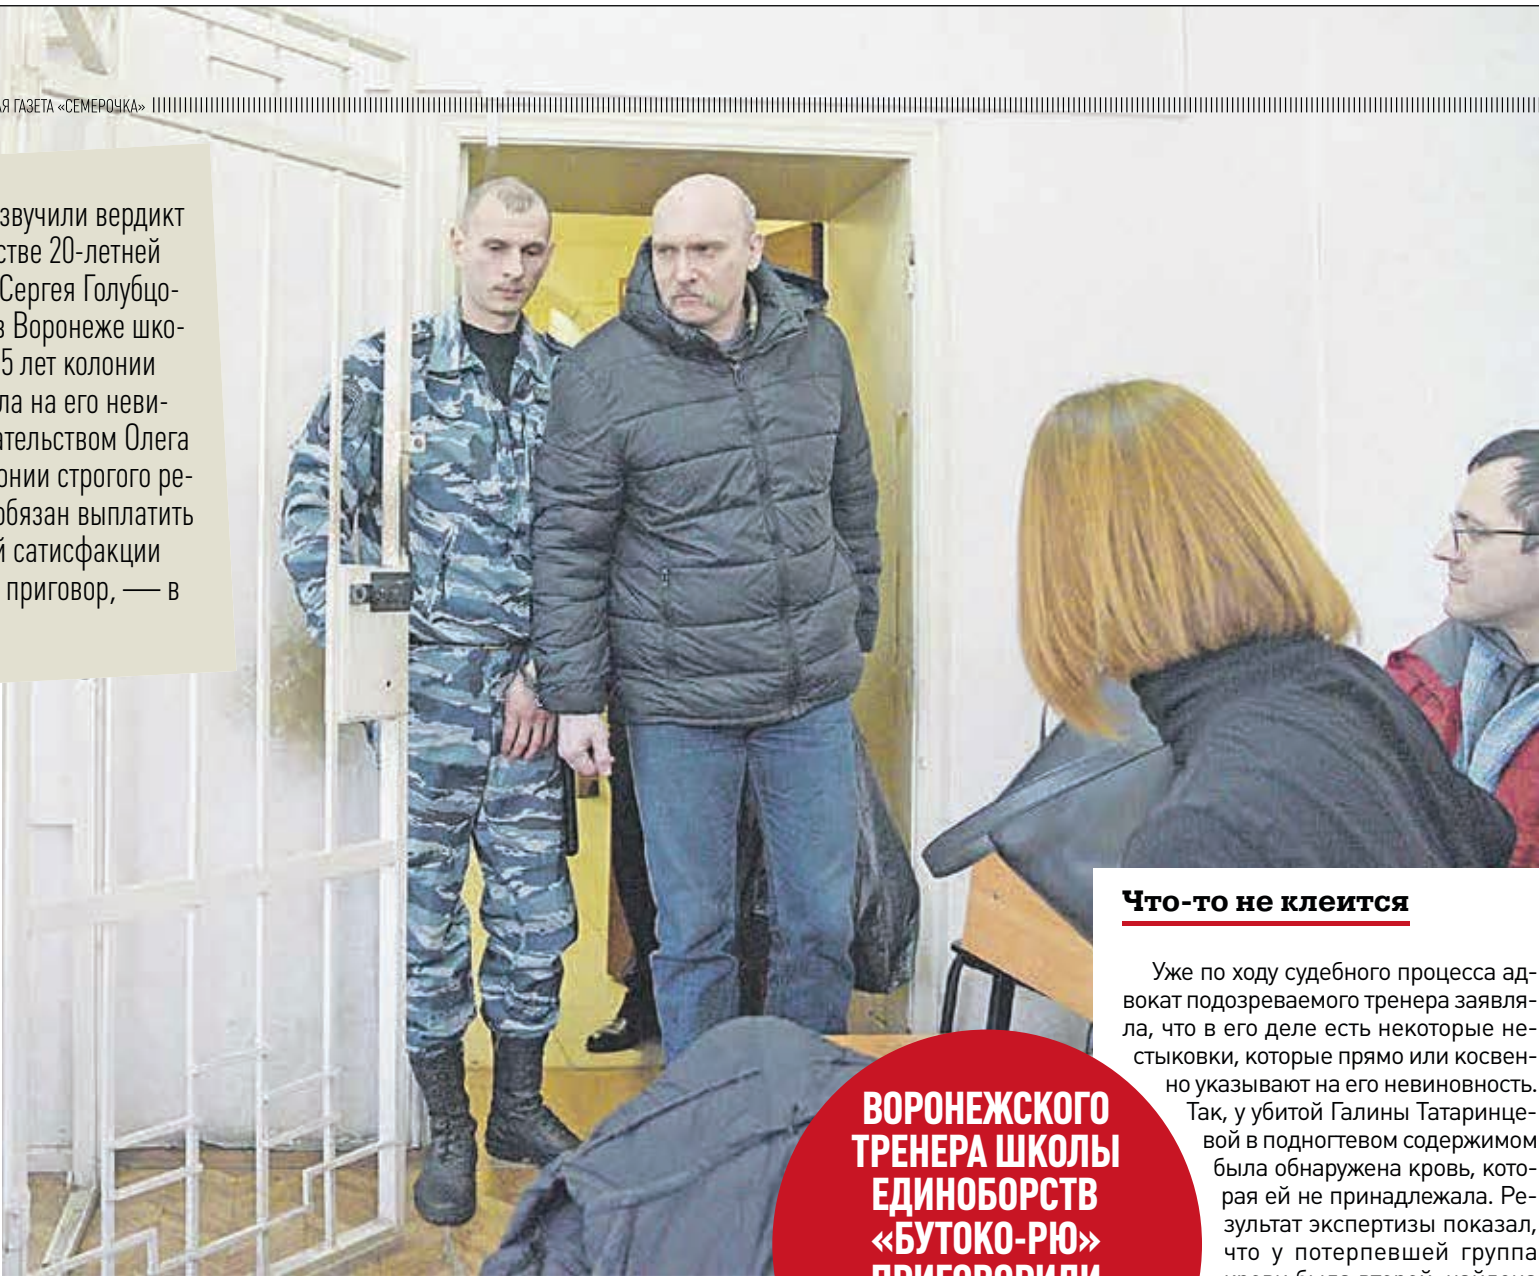 Я ГАЗЕТА «СЕМЕРОЧКА»
звучили вердикт
стве 20-летней
Сергея Голубцо-
в Воронеже шко-
5 лет колонии
ла на его неви-
ательством Олега
онии строгого ре-
обязан выплатить
й сатисфакции
приговор, — в
Что-то не клеится
Уже по ходу судебного процесса ад-
вокат подозреваемого тренера заявля-
ла, что в его деле есть некоторые не-
стыковки, которые прямо или косвен-
но указывают на его невиновность.
Так, у убитой Галины Татаринце-
вой в подногтевом содержимом
была обнаружена кровь, кото-
рая ей не принадлежала. Ре-
зультат экспертизы показал,
что у потерпевшей группа
ВОРОНЕЖСКОГО
ТРЕНЕРА ШКОЛЫ
ЕДИНОБОРСТВ
«БУТОКО-РЮ»
ПРИГОВОРИЛИ